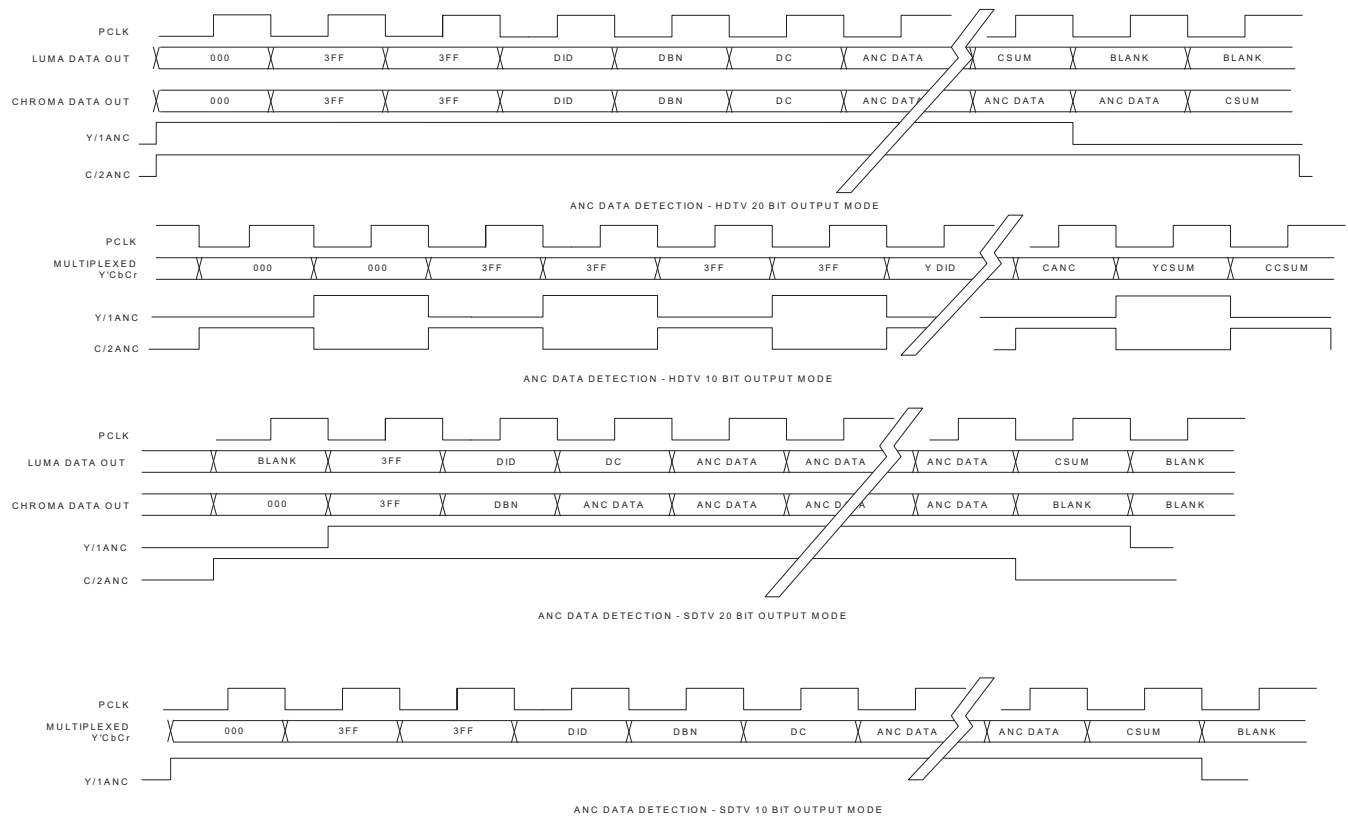 PCLK
LUMA DATA OUT 000 3FF 3FF DID DBN DC ANC DATA CSUM BLANK BLANK
CHROMA DATA OUT 000 3FF 3FF DID DBN DC ANC DATA ANC DATA ANC DATA CSUM
Y/1ANC
C/2ANC
ANC DATA DETECTION - HDTV 20 BIT OUTPUT MODE
PCLK
MULTIPLEXED
Y'CbCr 000 000 3FF 3FF 3FF 3FF Y DID CANC YCSUM CCSUM
Y/1ANC
C/2ANC
ANC DATA DETECTION - HDTV 10 BIT OUTPUT MODE
PCLK
LUMA DATA OUT BLANK 3FF DID DC ANC DATA ANC DATA ANC DATA CSUM BLANK
CHROMA DATA OUT 000 3FF DBN ANC DATA ANC DATA ANC DATA ANC DATA BLANK BLANK
Y/1ANC
C/2ANC
ANC DATA DETECTION - SDTV 20 BIT OUTPUT MODE
PCLK
MULTIPLEXED
Y'CbCr 000 3FF 3FF DID DBN DC ANC DATA ANC DATA CSUM BLANK
Y/1ANC
ANC DATA DETECTION - SDTV 10 BIT OUTPUT MODE